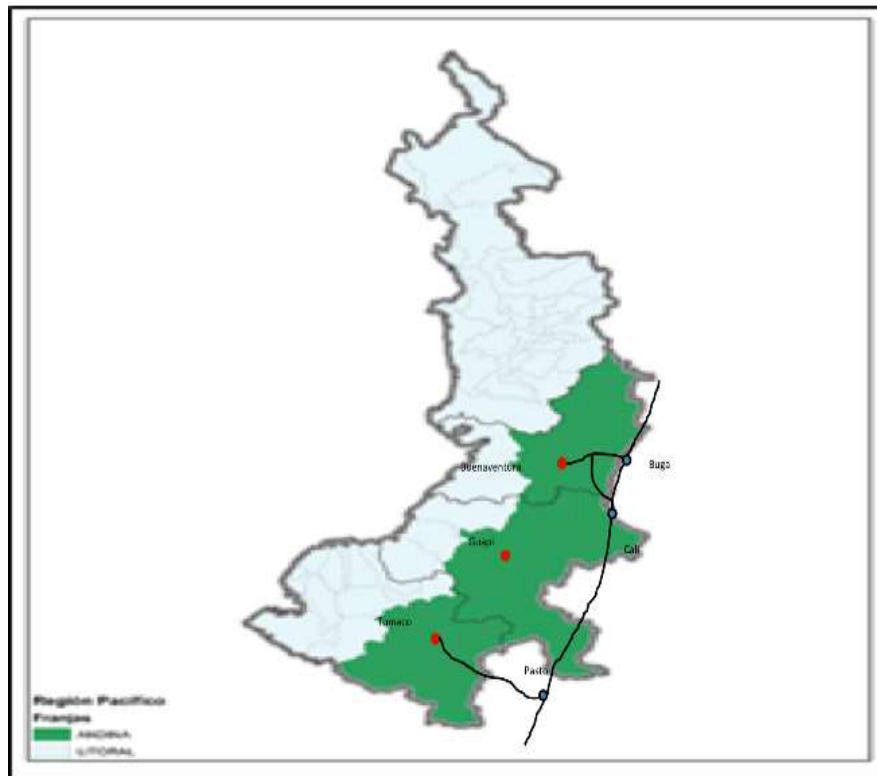 Buenaventura
Buga
Guapi
Cali
Tumaco
Pasto
Región Pacífico
Franjas
ANDINA
LITORAL